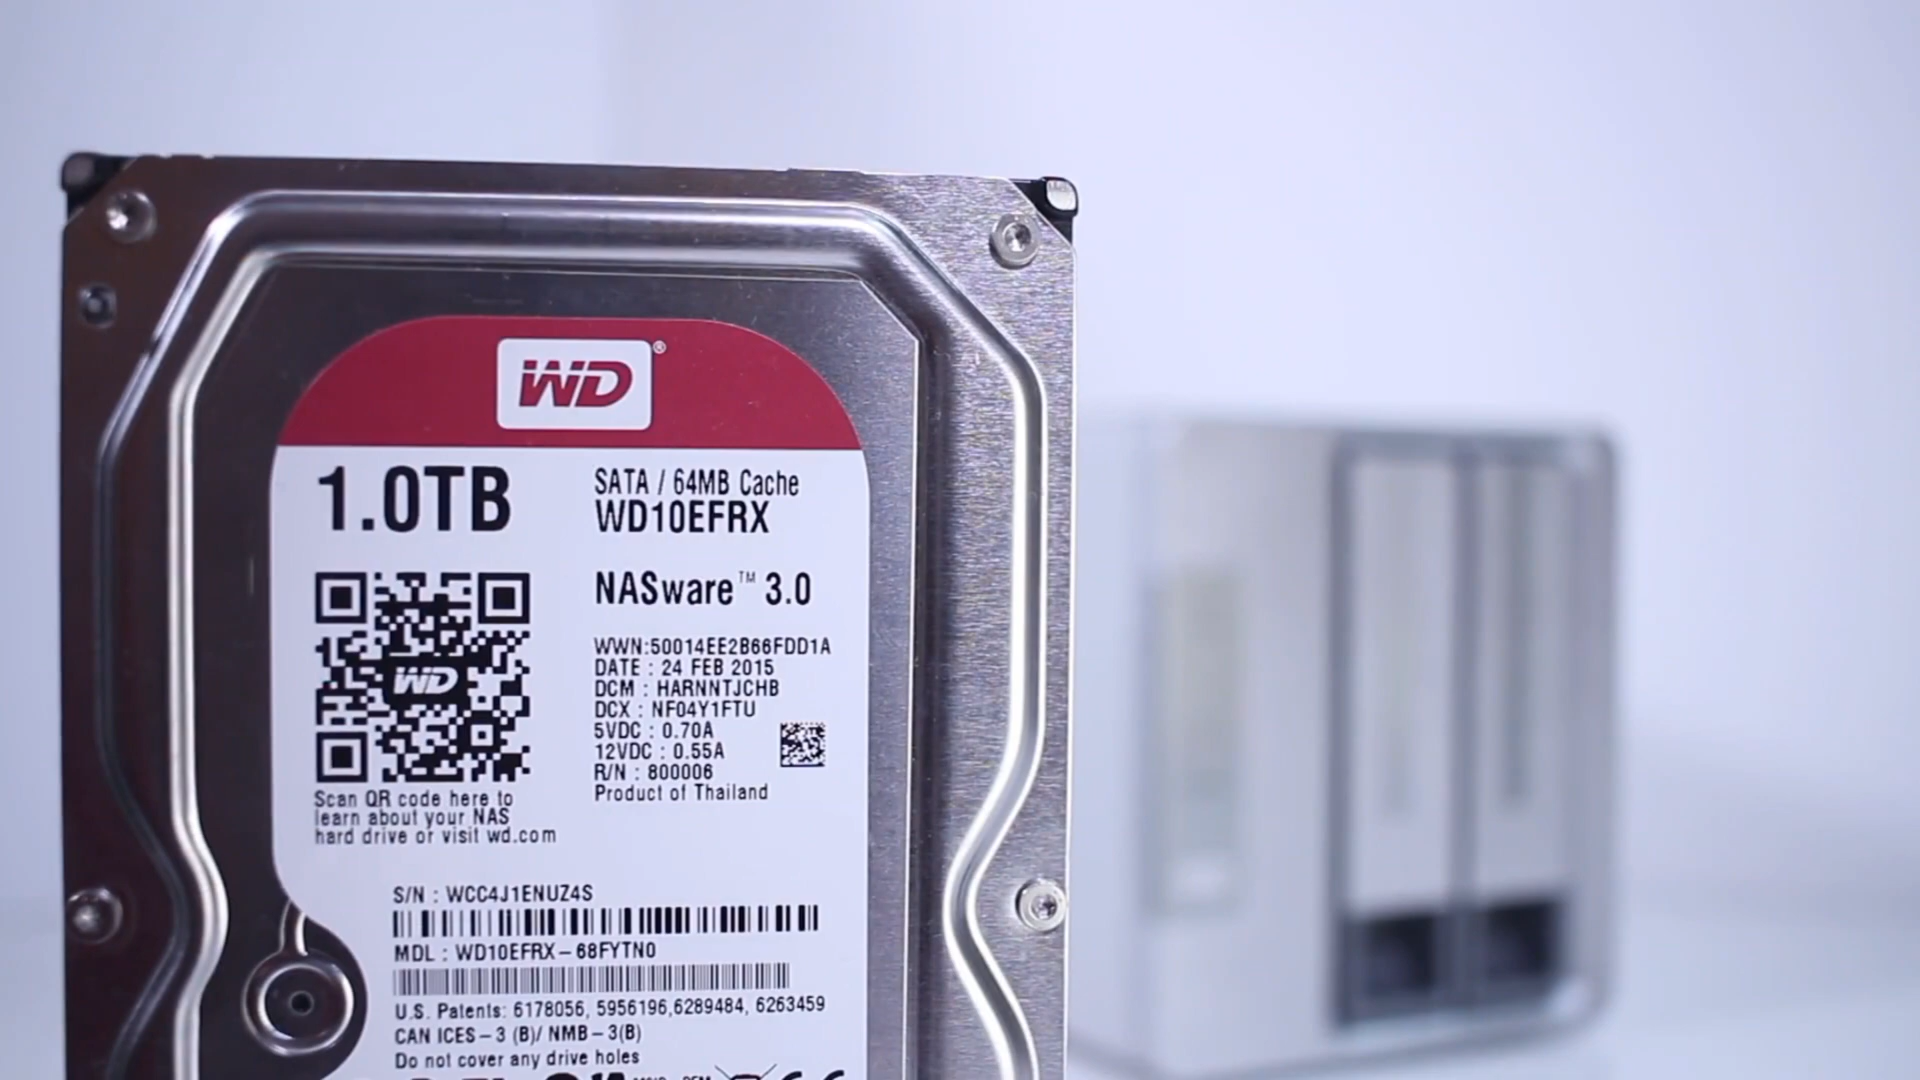 WD®
1.0TB
SATA / 64MB Cache
WD10EFRX
NASware™ 3.0
WWN:50014EE2B66FDD1A
DATE : 24 FEB 2015
DCM : HARNNTJCHB
DCX : NF04Y1FTU
5VDC : 0.70A
12VDC : 0.55A
R/N : 800006
Product of Thailand
WD
Scan QR code here to
learn about your NAS
hard drive or visit wd.com
S/N : WCC4J1ENUZ4S
MDL : WD10EFRX-68FYTN0
U.S. Patents: 6178056, 5956196,6289484, 6263459
CAN ICES-3 (B)/ NMB-3(B)
Do not cover any drive holes